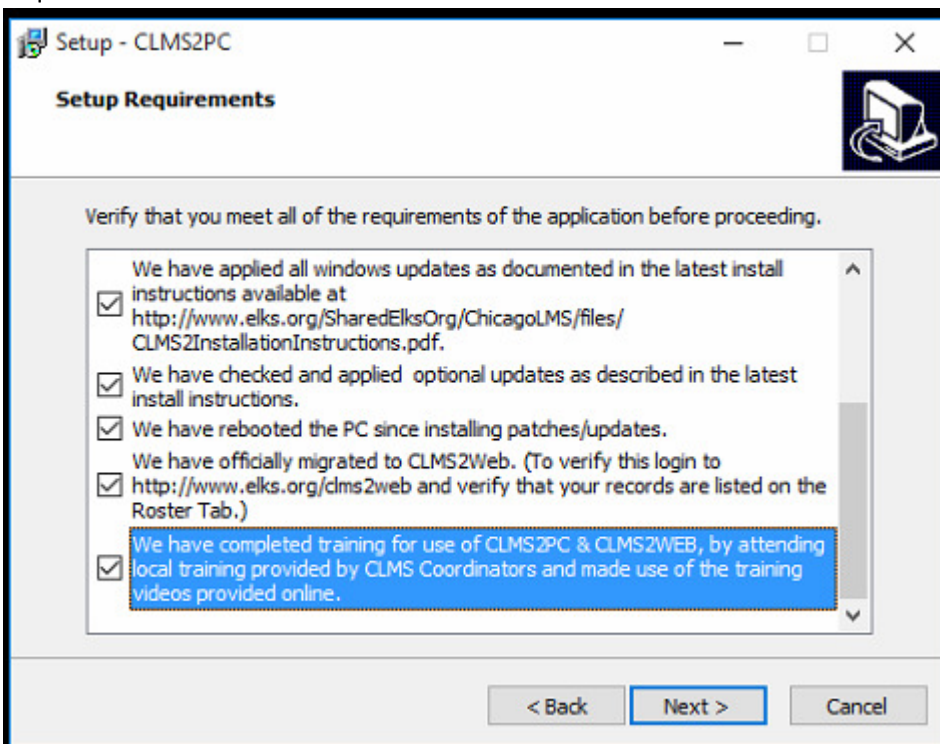 Setup - CLMS2PC
Setup Requirements
Verify that you meet all of the requirements of the application before proceeding.
We have applied all windows updates as documented in the latest install
instructions available at
http://www.elks.org/SharedElksOrg/ChicagoLMS/files/
CLMS2InstallationInstructions.pdf.
We have checked and applied  optional updates as described in the latest
install instructions.
We have rebooted the PC since installing patches/updates.
We have officially migrated to CLMS2Web. (To verify this login to
http://www.elks.org/clms2web and verify that your records are listed on the
Roster Tab.)
We have completed training for use of CLMS2PC & CLMS2WEB, by attending
local training provided by CLMS Coordinators and made use of the training
videos provided online.
< Back Next > Cancel